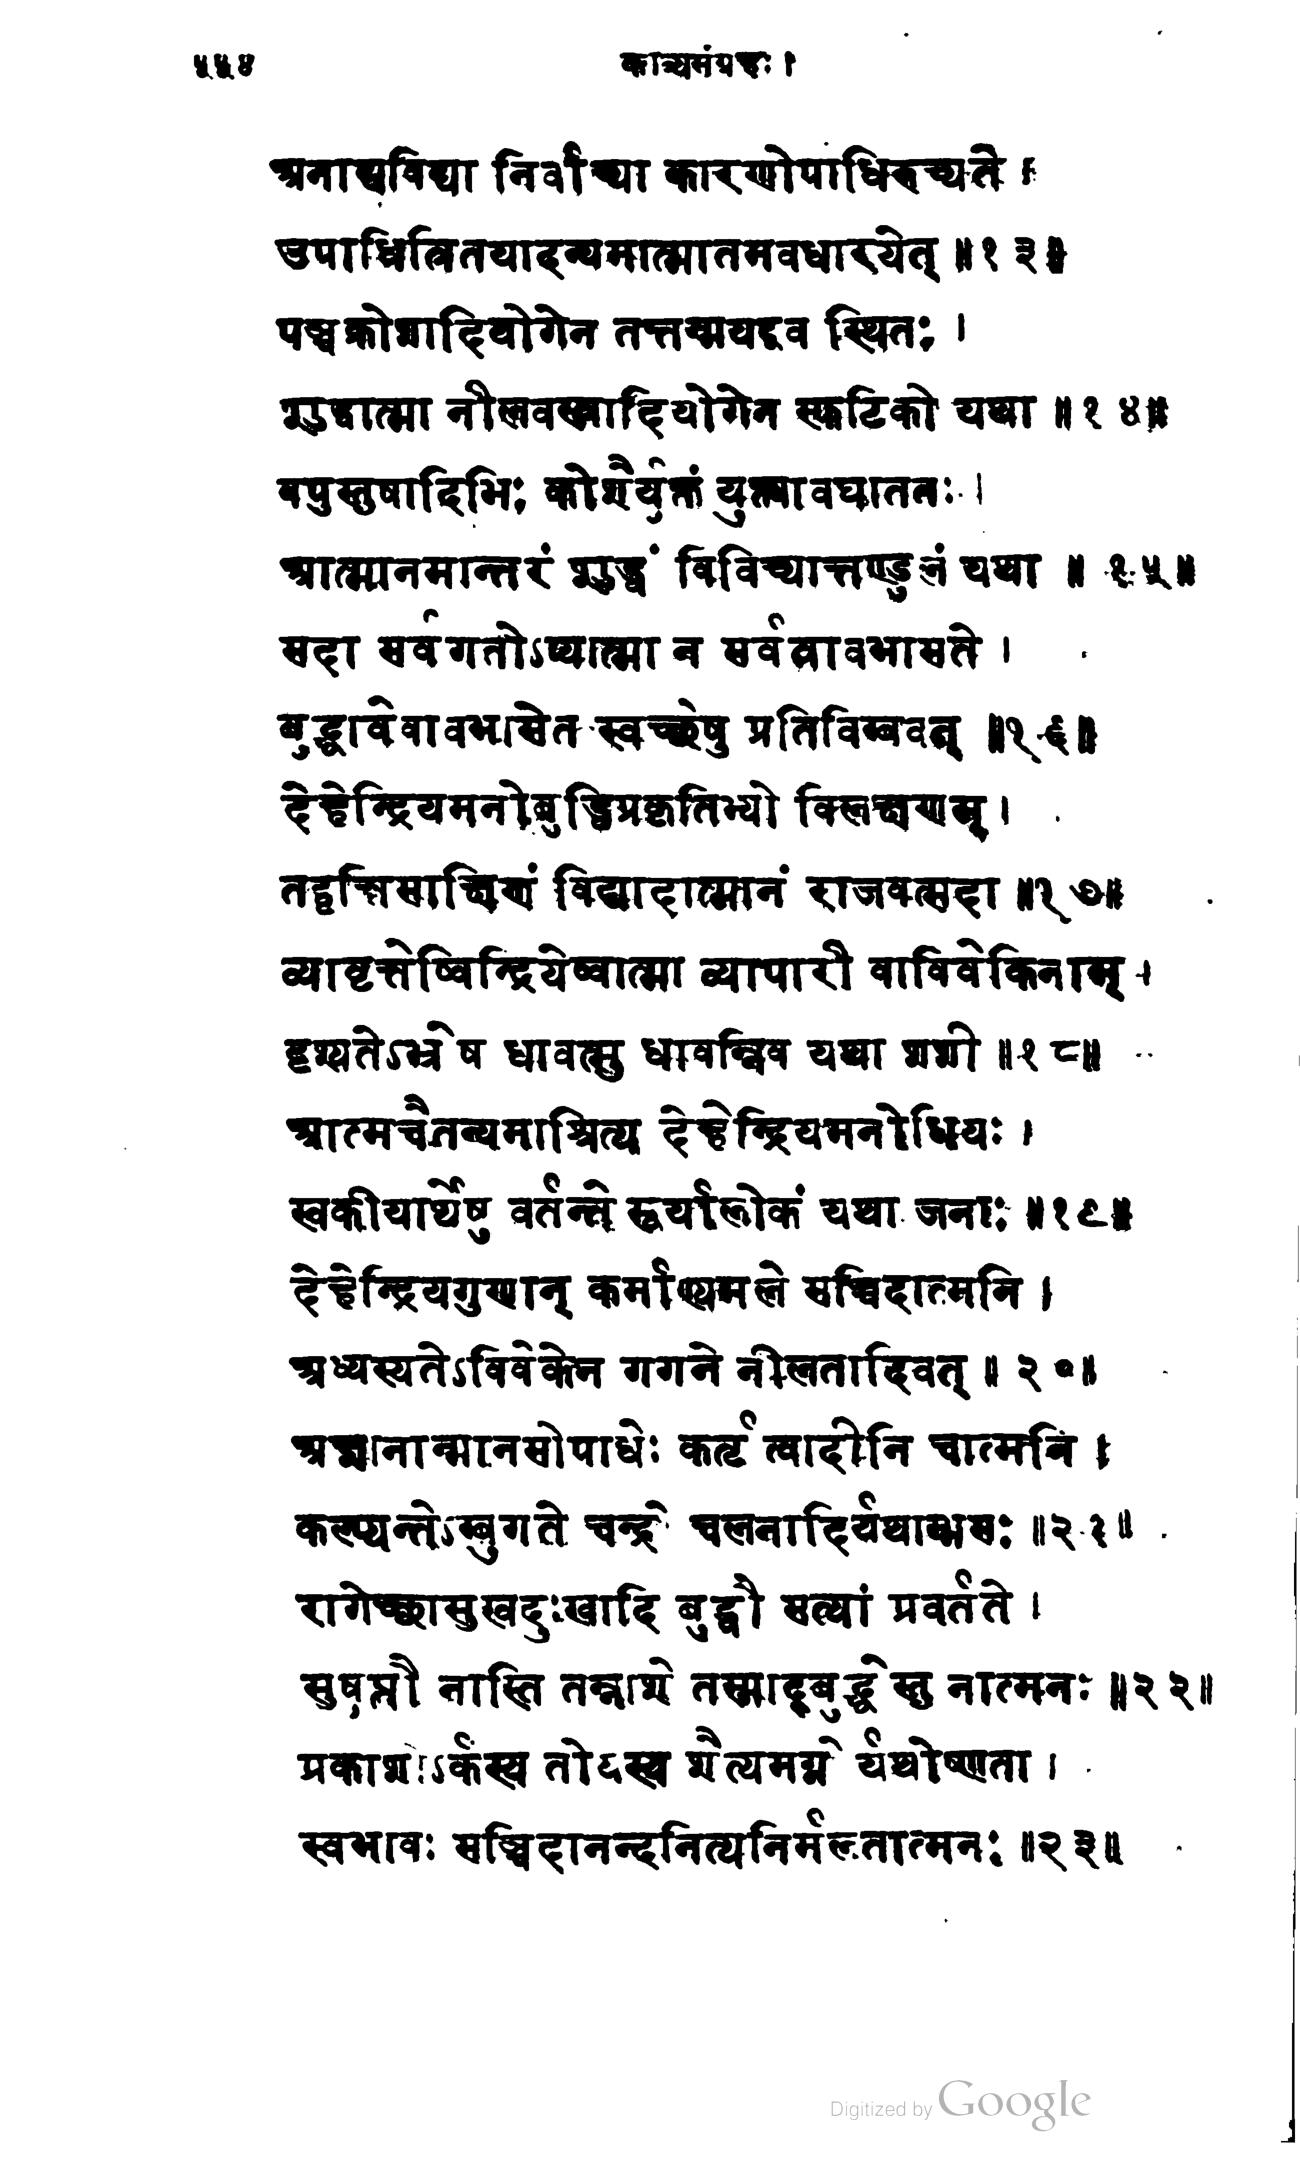 ५५४ काव्यसंग्रहः ।
अनाद्यविद्या निर्वाच्या कारणोपाधिरुच्यते ।
उपाधित्रितयादन्यमात्मातमवधारयेत् ॥१३॥
पञ्चकोशादियोगेन तत्तन्मयइव स्थितः ।
शुद्धात्मा नीलवस्त्रादियोगेन स्फटिको यथा ॥१४॥
वपुस्तुषादिभिः कोशैर्युक्तं युक्त्यावघाततः ।
आत्मानमान्तरं शुद्धं विविच्यात्तण्डुलं यथा ॥ १५॥
सदा सर्वगतोऽप्यात्मा न सर्वत्रावभासते ।
बुद्धावेवावभासेत स्वच्छेषु प्रतिविम्बवत् ॥१६॥
देहेन्द्रियमनोबुद्धिप्रकृतिभ्यो विलक्षणम् ।
तद्वृत्तिसाक्षिणं विद्यादात्मानं राजवत्सदा ॥१७॥
व्यावृत्तेष्विन्द्रियेष्वात्मा व्यापारी वाविवेकिनाम् ।
दृश्यतेऽभ्रेष धावत्सु धावन्निव यथा शशी ॥१८॥
आत्मचैतन्यमाश्रित्य देहेन्द्रियमनोधियः ।
स्वकीयार्थेषु वर्तन्ते सूर्यालोकं यथा जनाः ॥१९॥
देहेन्द्रियगुणान् कर्माण्यमले सच्चिदात्मनि ।
अध्यस्यतेऽविवेकेन गगने नीलतादिवत् ॥ २०॥
अज्ञानान्मानसोपाधेः कर्तृत्वादीनि चात्मनि ।
कल्प्यन्तेऽम्बुगते चन्द्रे चलनादिर्यथाम्भसः ॥२१॥
रागेच्छासुखदुःखादि बुद्धौ सत्यां प्रवर्तते ।
सुषुप्तौ नास्ति तन्नाशे तस्माद्बुद्धेस्तु नात्मनः ॥२२॥
प्रकाशोऽर्कस्य तोयस्य शैत्यमग्नेर्यथोष्णता ।
स्वभावः सच्चिदानन्दनित्यनिर्मलतात्मनः ॥२३॥
Digitized by Google